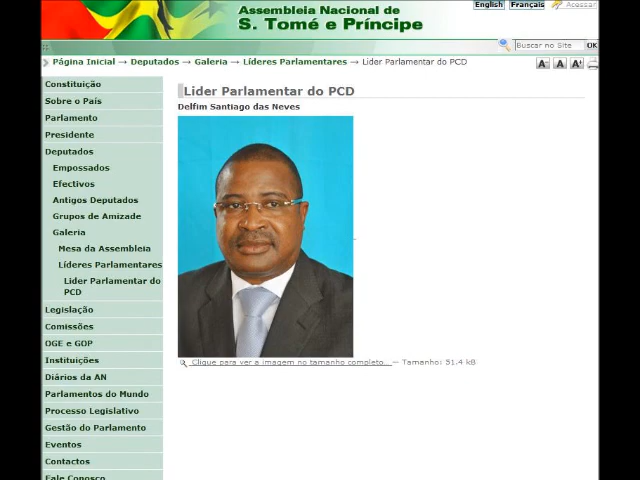 Assembleia Nacional de
S. Tomé e Príncipe
English Français Acessar
Buscar no Site OK
Página Inicial → Deputados → Galeria → Líderes Parlamentares → Lider Parlamentar do PCD
A- A A+
Constituição
Sobre o País
Parlamento
Presidente
Deputados
Empossados
Efectivos
Antigos Deputados
Grupos de Amizade
Galeria
Mesa da Assembleia
Líderes Parlamentares
Lider Parlamentar do
PCD
Legislação
Comissões
OGE e GOP
Instituições
Diários da AN
Parlamentos do Mundo
Processo Legislativo
Gestão do Parlamento
Eventos
Contactos
Fale Conosco
Lider Parlamentar do PCD
Delfim Santiago das Neves
Clique para ver a imagem no tamanho completo... — Tamanho: 51.4 kB